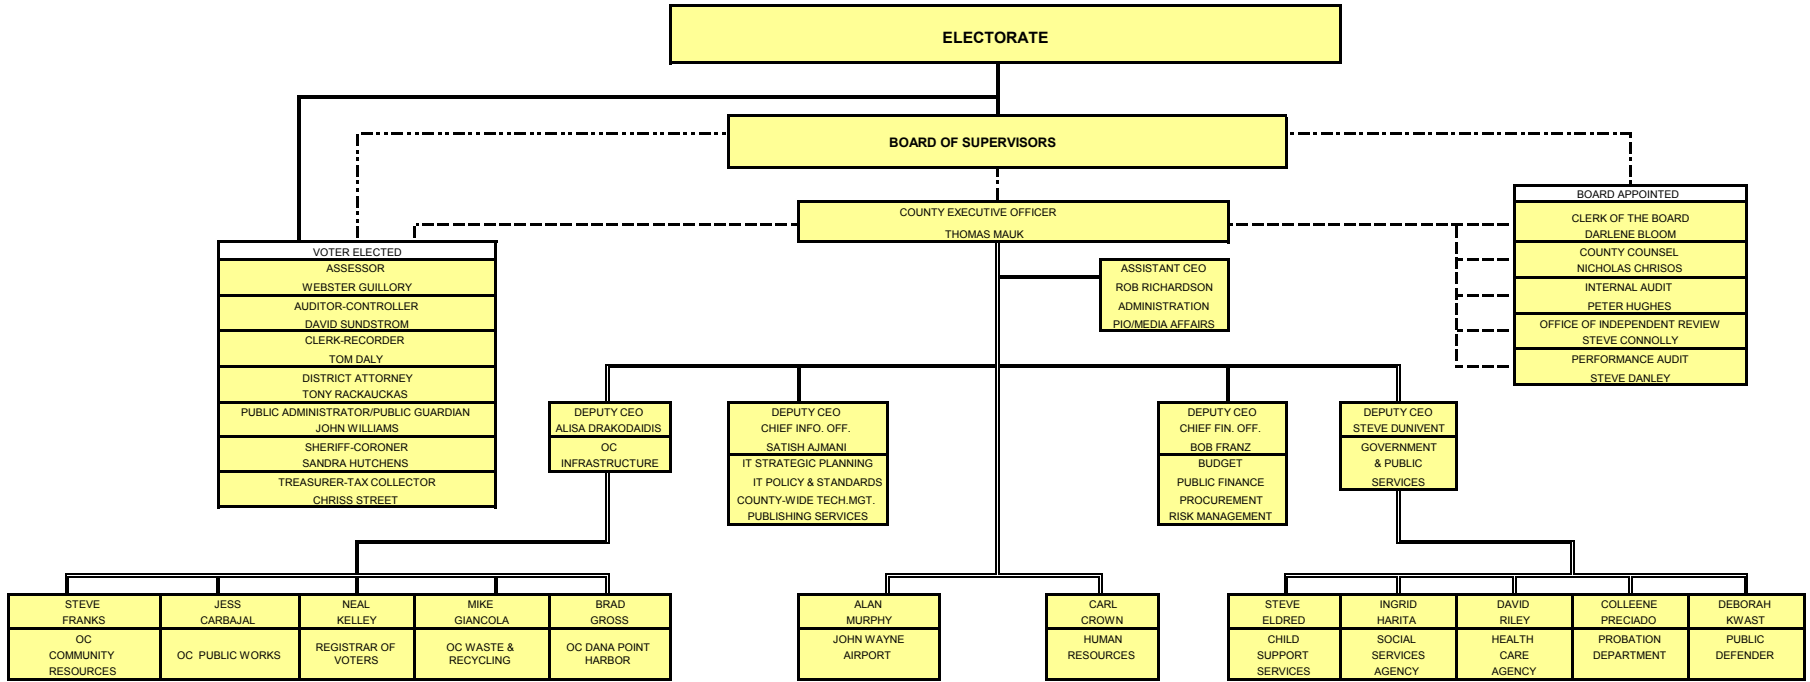 ELECTORATE
BOARD OF SUPERVISORS
COUNTY EXECUTIVE OFFICER
THOMAS MAUK
BOARD APPOINTED
CLERK OF THE BOARD
DARLENE BLOOM
COUNTY COUNSEL
NICHOLAS CHRISOS
INTERNAL AUDIT
PETER HUGHES
OFFICE OF INDEPENDENT REVIEW
STEVE CONNOLLY
PERFORMANCE AUDIT
STEVE DANLEY
VOTER ELECTED
ASSESSOR
WEBSTER GUILLORY
AUDITOR-CONTROLLER
DAVID SUNDSTROM
CLERK-RECORDER
TOM DALY
DISTRICT ATTORNEY
TONY RACKAUCKAS
PUBLIC ADMINISTRATOR/PUBLIC GUARDIAN
JOHN WILLIAMS
SHERIFF-CORONER
SANDRA HUTCHENS
TREASURER-TAX COLLECTOR
CHRISS STREET
ASSISTANT CEO
ROB RICHARDSON
ADMINISTRATION
PIO/MEDIA AFFAIRS
DEPUTY CEO
ALISA DRAKODAIDIS
OC
INFRASTRUCTURE
DEPUTY CEO
CHIEF INFO. OFF.
SATISH AJMANI
IT STRATEGIC PLANNING
IT POLICY & STANDARDS
COUNTY-WIDE TECH.MGT.
PUBLISHING SERVICES
DEPUTY CEO
CHIEF FIN. OFF.
BOB FRANZ
BUDGET
PUBLIC FINANCE
PROCUREMENT
RISK MANAGEMENT
DEPUTY CEO
STEVE DUNIVENT
GOVERNMENT
& PUBLIC
SERVICES
STEVE
FRANKS
OC
COMMUNITY
RESOURCES
JESS
CARBAJAL
OC PUBLIC WORKS
NEAL
KELLEY
REGISTRAR OF
VOTERS
MIKE
GIANCOLA
OC WASTE &
RECYCLING
BRAD
GROSS
OC DANA POINT
HARBOR
ALAN
MURPHY
JOHN WAYNE
AIRPORT
CARL
CROWN
HUMAN
RESOURCES
STEVE
ELDRED
CHILD
SUPPORT
SERVICES
INGRID
HARITA
SOCIAL
SERVICES
AGENCY
DAVID
RILEY
HEALTH
CARE
AGENCY
COLLEENE
PRECIADO
PROBATION
DEPARTMENT
DEBORAH
KWAST
PUBLIC
DEFENDER